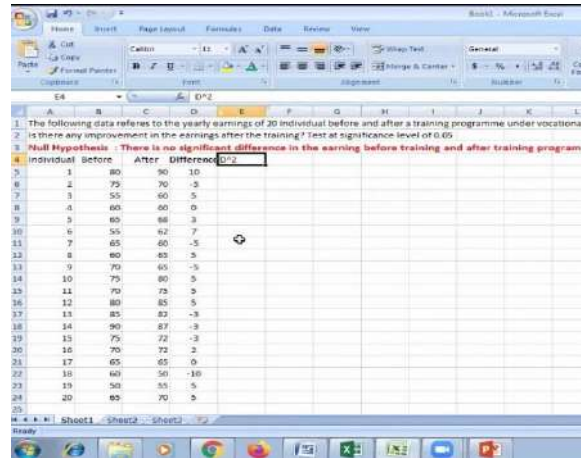 Book1 - Microsoft Excel
Home Insert Page Layout Formulas Data Review View
Cut
Copy
Format Painter
Paste
Calibri 11
Wrap Text
Merge & Center
General
Clipboard Font Alignment Number
E4 D^2
A B C D E F G H I J K L
1 The following data referes to the yearly earnings of 20 individual before and after a training programme under vocationa
2 Is there any improvement in the earnings after the training? Test at significance level of 0.05
3 Null Hypothesis : There is no significant difference in the earning before training and after training program
4 Individual Before After Difference D^2
5 1 80 90 10
6 2 75 70 -5
7 3 55 60 5
8 4 60 60 0
9 5 65 68 3
10 6 55 62 7
11 7 65 60 -5
12 8 60 65 5
13 9 70 65 -5
14 10 75 80 5
15 11 70 75 5
16 12 80 85 5
17 13 85 82 -3
18 14 90 87 -3
19 15 75 72 -3
20 16 70 72 2
21 17 65 65 0
22 18 60 50 -10
23 19 50 55 5
24 20 65 70 5
25
Sheet1 Sheet2 Sheet3
Ready